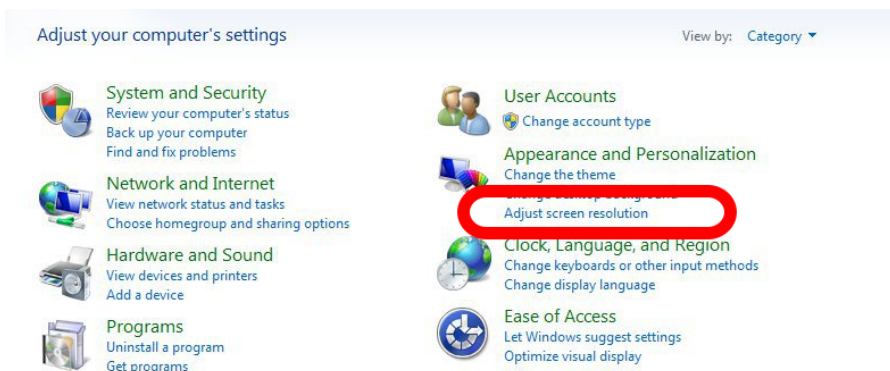 Adjust your computer's settings
View by: Category
System and Security
Review your computer's status
Back up your computer
Find and fix problems
Network and Internet
View network status and tasks
Choose homegroup and sharing options
Hardware and Sound
View devices and printers
Add a device
Programs
Uninstall a program
Get programs
User Accounts
Change account type
Appearance and Personalization
Change the theme
Change desktop background
Adjust screen resolution
Clock, Language, and Region
Change keyboards or other input methods
Change display language
Ease of Access
Let Windows suggest settings
Optimize visual display